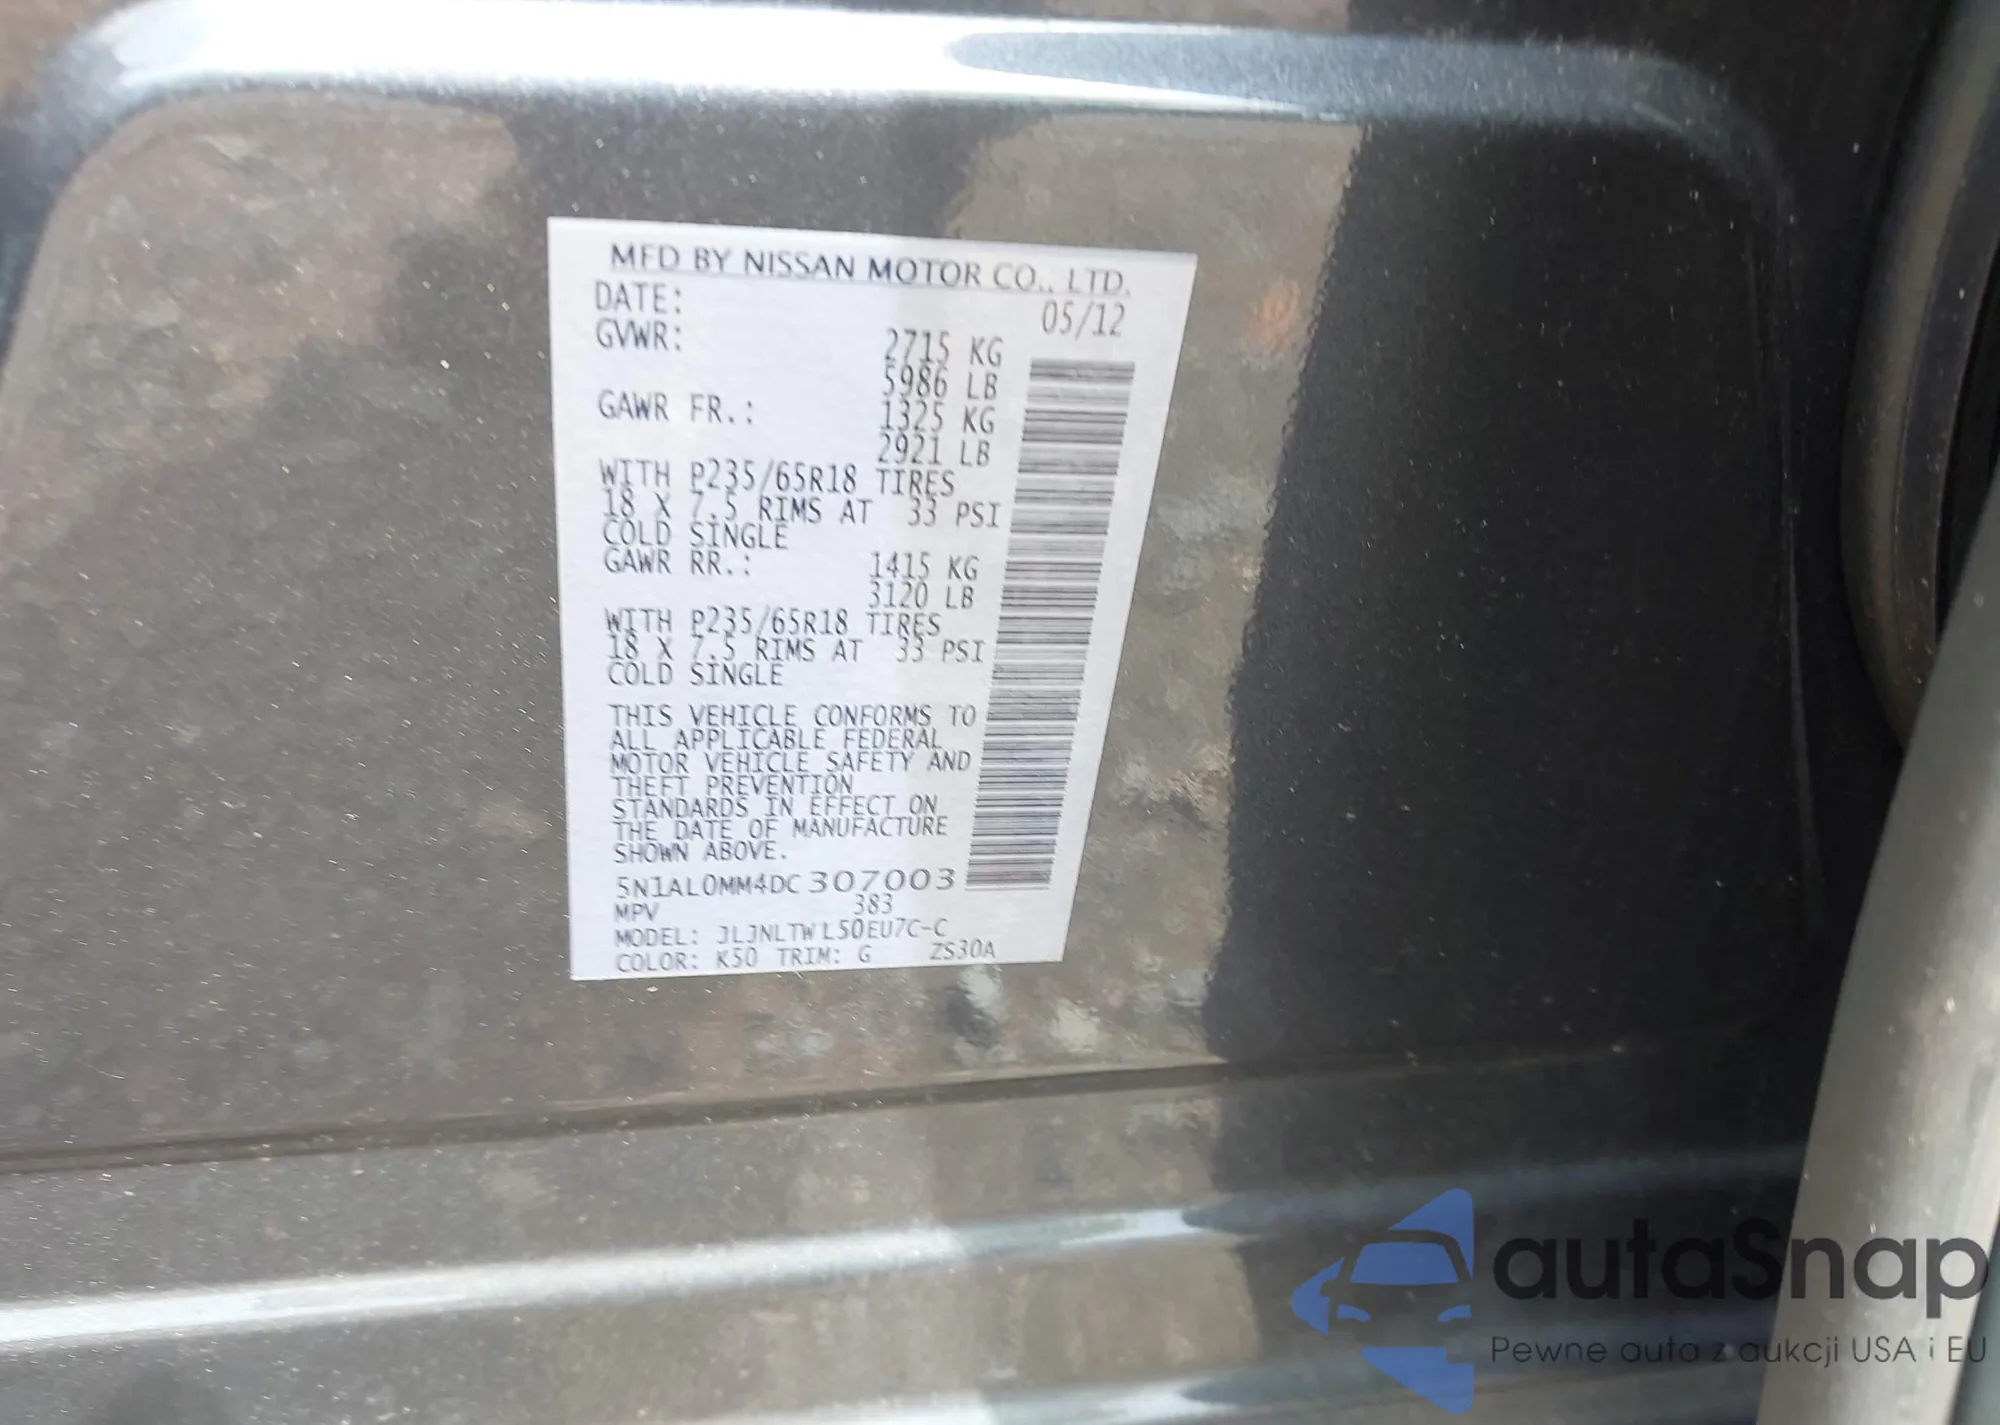 MFD BY NISSAN MOTOR CO., LTD.
DATE: 05/12
GVWR: 2715 KG
5986 LB
GAWR FR.: 1325 KG
2921 LB
WITH P235/65R18 TIRES
18 X 7.5 RIMS AT 33 PSI
COLD SINGLE
GAWR RR.: 1415 KG
3120 LB
WITH P235/65R18 TIRES
18 X 7.5 RIMS AT 33 PSI
COLD SINGLE
THIS VEHICLE CONFORMS TO
ALL APPLICABLE FEDERAL
MOTOR VEHICLE SAFETY AND
THEFT PREVENTION
STANDARDS IN EFFECT ON
THE DATE OF MANUFACTURE
SHOWN ABOVE.
5N1AL0MM4DC307003
MPV 383
MODEL: JLJNLTWL50EU7C-C
COLOR: K50 TRIM: G ZS30A
autaSnap
Pewne auta z aukcji USA i EU